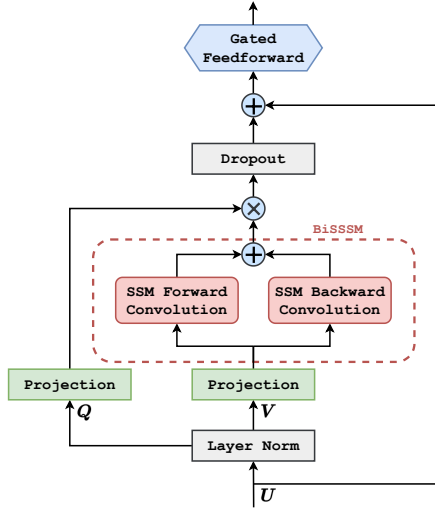 Gated
Feedforward
Dropout
BiSSSM
SSM Forward
Convolution
SSM Backward
Convolution
Projection
Projection
Q
V
Layer Norm
U